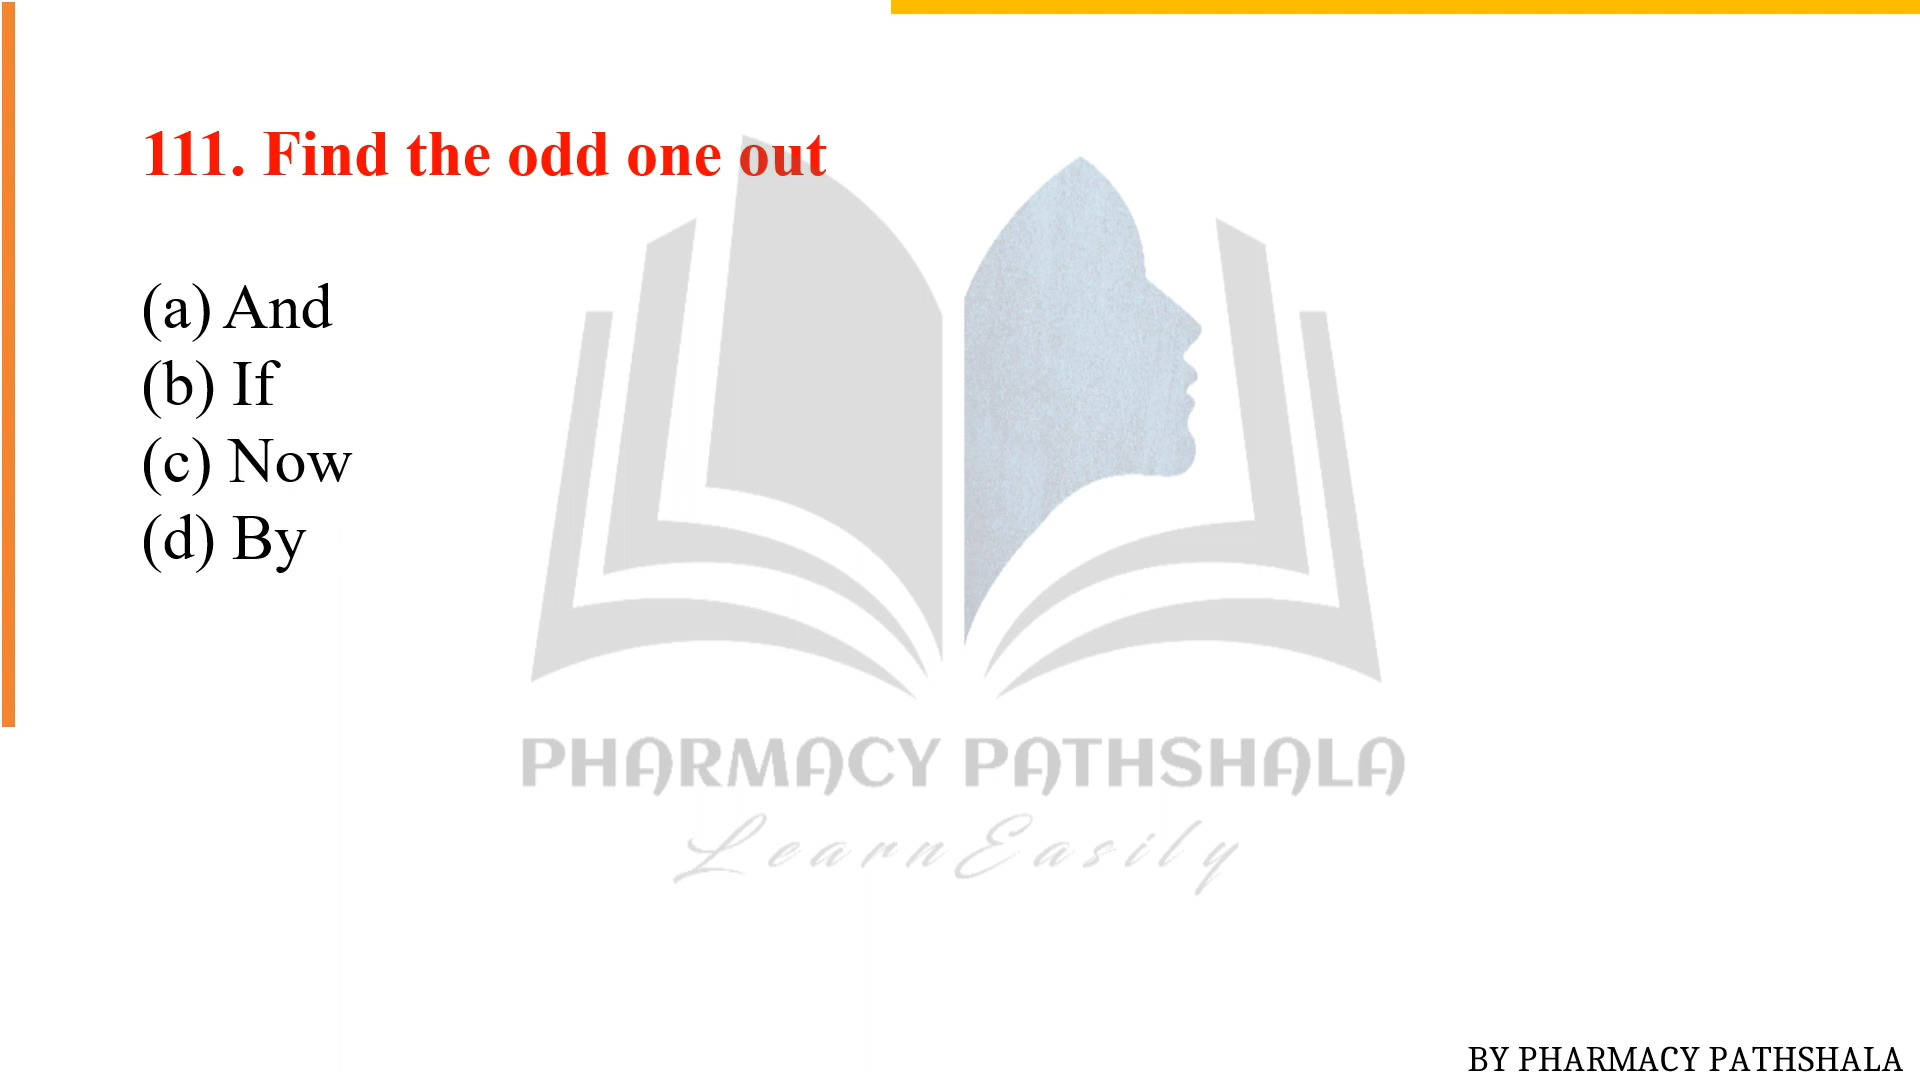 111. Find the odd one out
(a) And
(b) If
(c) Now
(d) By
PHARMACY PATHSHALA
Learn Easily
BY PHARMACY PATHSHALA